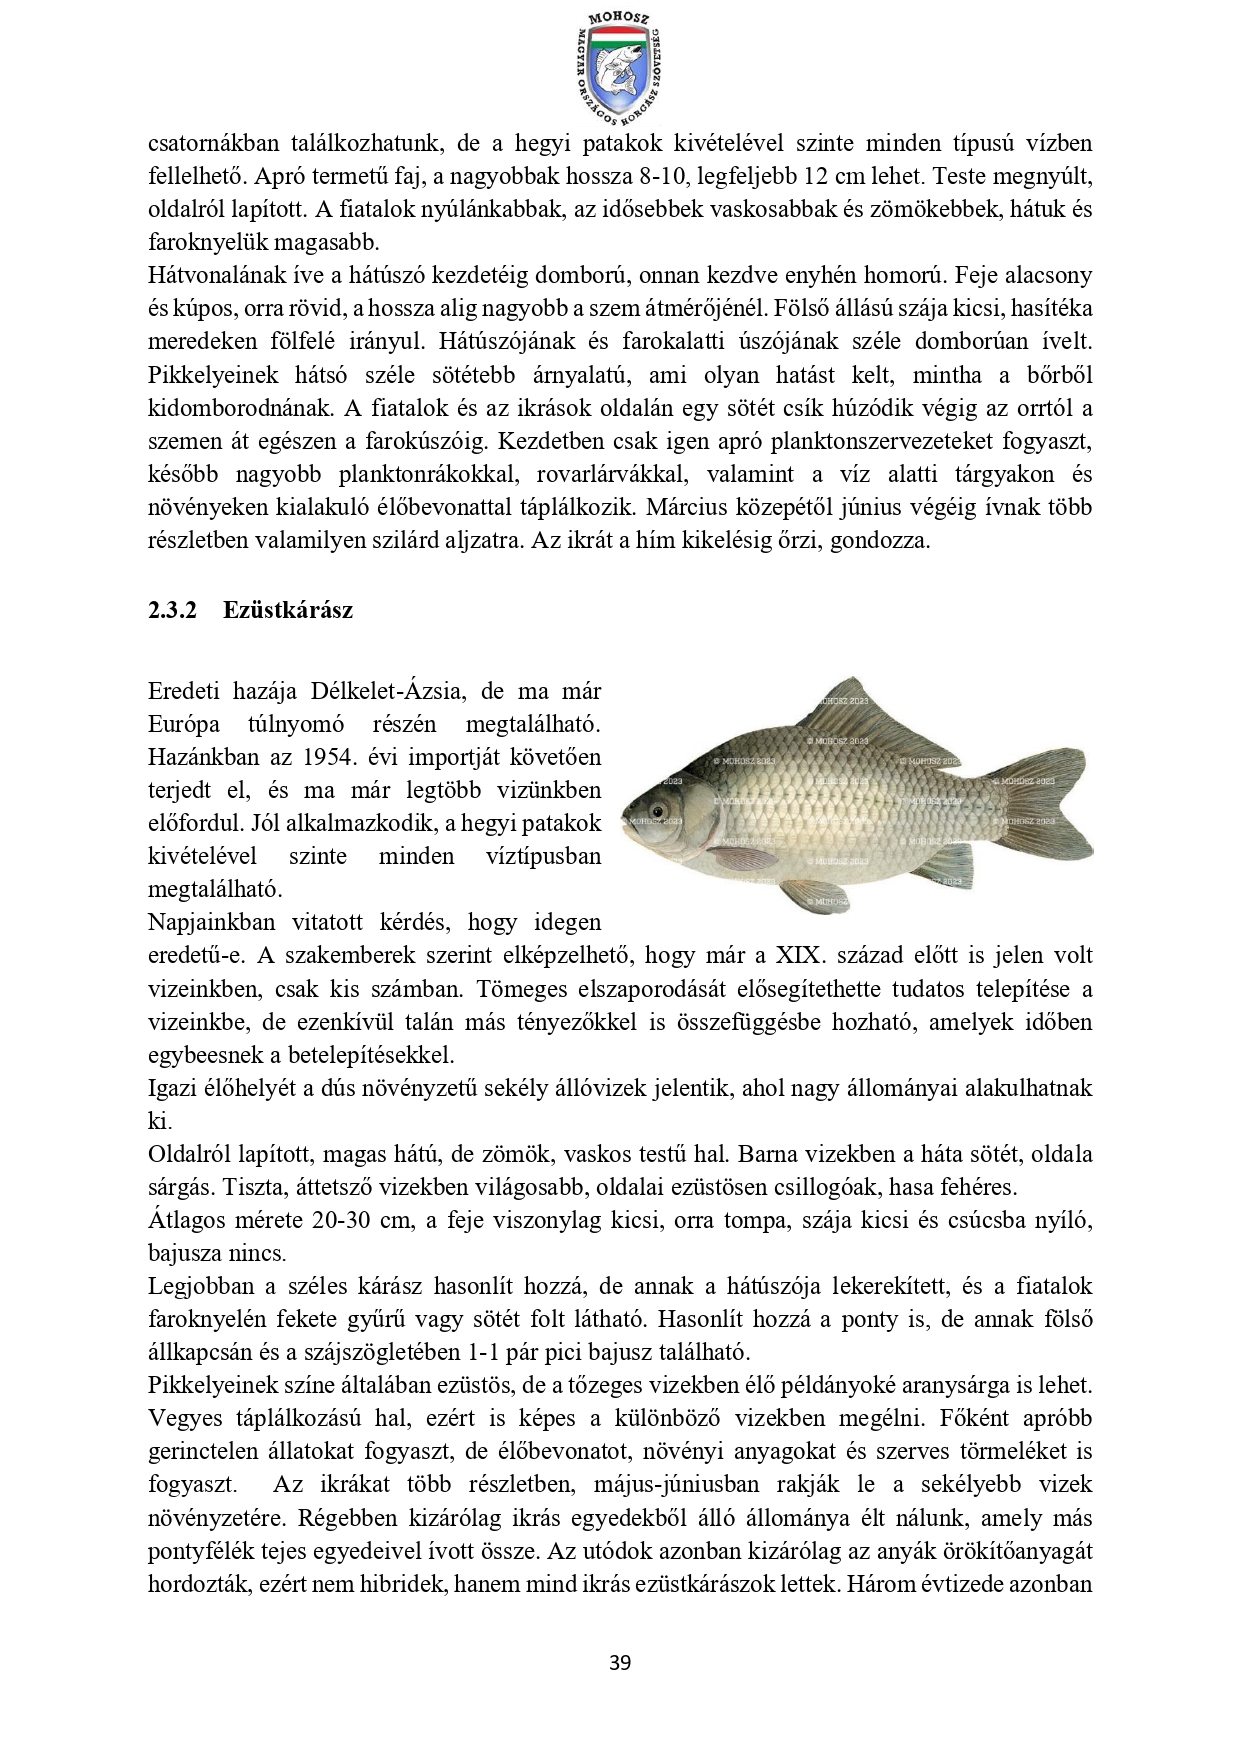 MOHOSZ
MAGYAR ORSZÁGOS HORGÁSZ SZÖVETSÉG
csatornákban találkozhatunk, de a hegyi patakok kivételével szinte minden típusú vízben
fellelhető. Apró termetű faj, a nagyobbak hossza 8-10, legfeljebb 12 cm lehet. Teste megnyúlt,
oldalról lapított. A fiatalok nyúlánkabbak, az idősebbek vaskosabbak és zömökebbek, hátuk és
faroknyelük magasabb.
Hátvonalának íve a hátúszó kezdetéig domború, onnan kezdve enyhén homorú. Feje alacsony
és kúpos, orra rövid, a hossza alig nagyobb a szem átmérőjénél. Fölső állású szája kicsi, hasítéka
meredeken fölfelé irányul. Hátúszójának és farokalatti úszójának széle domborúan ívelt.
Pikkelyeinek hátsó széle sötétebb árnyalatú, ami olyan hatást kelt, mintha a bőrből
kidomborodnának. A fiatalok és az ikrások oldalán egy sötét csík húzódik végig az orrtól a
szemen át egészen a farokúszóig. Kezdetben csak igen apró planktonszervezeteket fogyaszt,
később nagyobb planktonrákokkal, rovarlárvákkal, valamint a víz alatti tárgyakon és
növényeken kialakuló élőbevonattal táplálkozik. Március közepétől június végéig ívnak több
részletben valamilyen szilárd aljzatra. Az ikrát a hím kikelésig őrzi, gondozza.
2.3.2 Ezüstkárász
Eredeti hazája Délkelet-Ázsia, de ma már
Európa túlnyomó részén megtalálható.
Hazánkban az 1954. évi importját követően
terjedt el, és ma már legtöbb vizünkben
előfordul. Jól alkalmazkodik, a hegyi patakok
kivételével szinte minden víztípusban
megtalálható.
Napjainkban vitatott kérdés, hogy idegen
eredetű-e. A szakemberek szerint elképzelhető, hogy már a XIX. század előtt is jelen volt
vizeinkben, csak kis számban. Tömeges elszaporodását elősegítethette tudatos telepítése a
vizeinkbe, de ezenkívül talán más tényezőkkel is összefüggésbe hozható, amelyek időben
egybeesnek a betelepítésekkel.
Igazi élőhelyét a dús növényzetű sekély állóvizek jelentik, ahol nagy állományai alakulhatnak
ki.
Oldalról lapított, magas hátú, de zömök, vaskos testű hal. Barna vizekben a háta sötét, oldala
sárgás. Tiszta, áttetsző vizekben világosabb, oldalai ezüstösen csillogóak, hasa fehéres.
Átlagos mérete 20-30 cm, a feje viszonylag kicsi, orra tompa, szája kicsi és csúcsba nyíló,
bajusza nincs.
Legjobban a széles kárász hasonlít hozzá, de annak a hátúszója lekerekített, és a fiatalok
faroknyelén fekete gyűrű vagy sötét folt látható. Hasonlít hozzá a ponty is, de annak fölső
állkapcsán és a szájszögletében 1-1 pár pici bajusz található.
Pikkelyeinek színe általában ezüstös, de a tőzeges vizekben élő példányoké aranysárga is lehet.
Vegyes táplálkozású hal, ezért is képes a különböző vizekben megélni. Főként apróbb
gerinctelen állatokat fogyaszt, de élőbevonatot, növényi anyagokat és szerves törmeléket is
fogyaszt. Az ikrákat több részletben, május-júniusban rakják le a sekélyebb vizek
növényzetére. Régebben kizárólag ikrás egyedekből álló állománya élt nálunk, amely más
pontyfélék tejes egyedeivel ívott össze. Az utódok azonban kizárólag az anyák örökítőanyagát
hordozták, ezért nem hibridek, hanem mind ikrás ezüstkárászok lettek. Három évtizede azonban
39